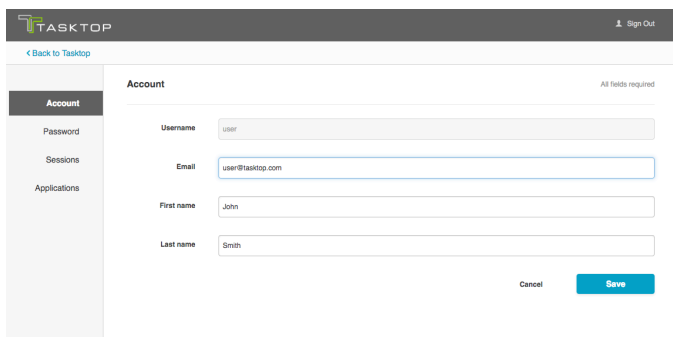 TASKTOP
Sign Out
Back to Tasktop
Account
All fields required
Account
Password
Sessions
Applications
Username
user
Email
user@tasktop.com
First name
John
Last name
Smith
Cancel
Save